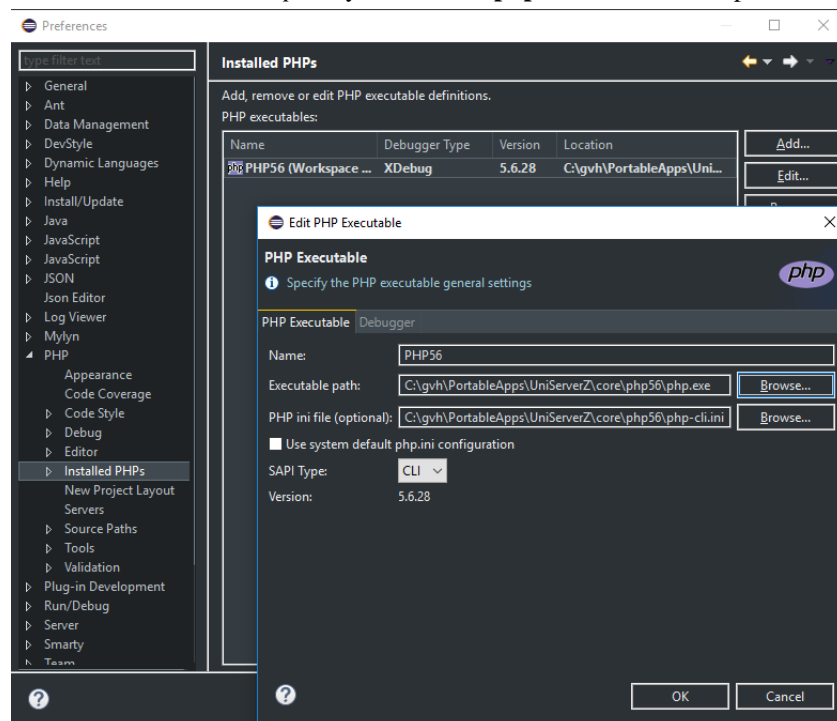 Preferences
type filter text
General
Ant
Data Management
DevStyle
Dynamic Languages
Help
Install/Update
Java
JavaScript
JavaScript
JSON
Json Editor
Log Viewer
Mylyn
PHP
Appearance
Code Coverage
Code Style
Debug
Editor
Installed PHPs
New Project Layout
Servers
Source Paths
Tools
Validation
Plug-in Development
Run/Debug
Server
Smarty
Team
Installed PHPs
Add, remove or edit PHP executable definitions.
PHP executables:
Name Debugger Type Version Location
PHP56 (Workspace ... XDebug 5.6.28 C:\gvh\PortableApps\Uni...
Add...
Edit...
Edit PHP Executable
PHP Executable
Specify the PHP executable general settings
php
PHP Executable Debugger
Name: PHP56
Executable path: C:\gvh\PortableApps\UniServerZ\core\php56\php.exe Browse...
PHP ini file (optional): C:\gvh\PortableApps\UniServerZ\core\php56\php-cli.ini Browse...
Use system default php.ini configuration
SAPI Type: CLI
Version: 5.6.28
OK Cancel